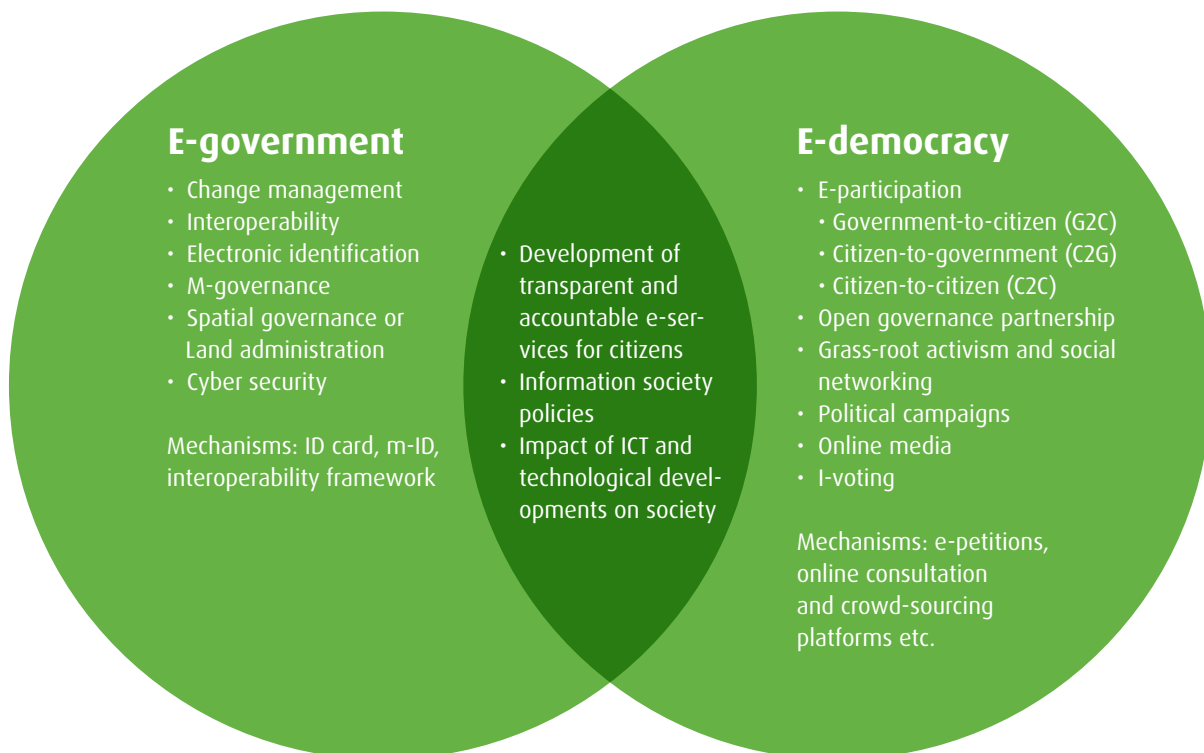 E-government
• Change management
• Interoperability
• Electronic identification
• M-governance
• Spatial governance or
Land administration
• Cyber security
Mechanisms: ID card, m-ID,
interoperability framework
• Development of
transparent and
accountable e-ser-
vices for citizens
• Information society
policies
• Impact of ICT and
technological devel-
opments on society
E-democracy
• E-participation
• Government-to-citizen (G2C)
• Citizen-to-government (C2G)
• Citizen-to-citizen (C2C)
• Open governance partnership
• Grass-root activism and social
networking
• Political campaigns
• Online media
• I-voting
Mechanisms: e-petitions,
online consultation
and crowd-sourcing
platforms etc.